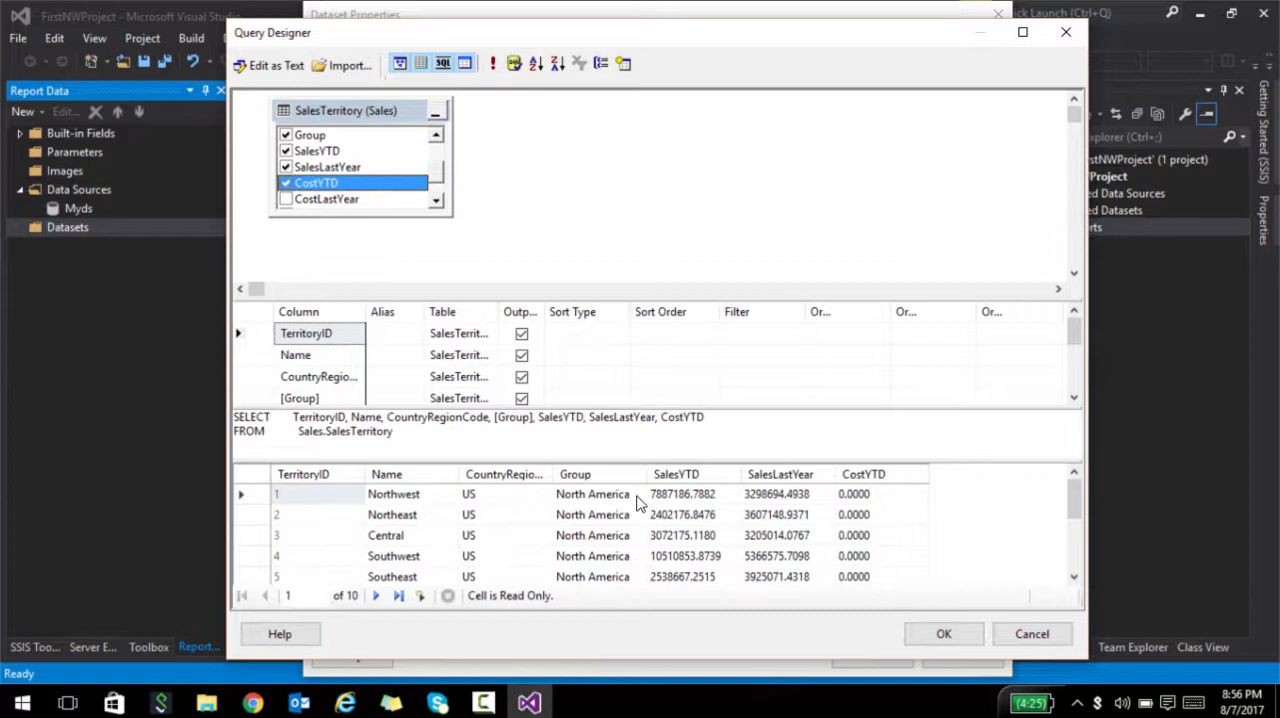 FirstNWProject - Microsoft Visual Studio
Dataset Properties
ick Launch (Ctrl+Q)
File Edit View Project Build
Query Designer
Edit as Text Import... SQL
Report Data
New Edit...
Built-in Fields
Parameters
Images
Data Sources
Myds
Datasets
SalesTerritory (Sales)
Group
SalesYTD
SalesLastYear
CostYTD
CostLastYear
xplorer (Ctrl+;)
rstNWProject' (1 project)
Project
ed Data Sources
ed Datasets
rts
Getting Started (SSIS)
Properties
Column Alias Table Outp... Sort Type Sort Order Filter Or... Or... Or...
TerritoryID SalesTerrit...
Name SalesTerrit...
CountryRegio... SalesTerrit...
[Group] SalesTerrit...
SELECT TerritoryID, Name, CountryRegionCode, [Group], SalesYTD, SalesLastYear, CostYTD
FROM Sales.SalesTerritory
TerritoryID Name CountryRegio... Group SalesYTD SalesLastYear CostYTD
1 Northwest US North America 7887186.7882 3298694.4938 0.0000
2 Northeast US North America 2402176.8476 3607148.9371 0.0000
3 Central US North America 3072175.1180 3205014.0767 0.0000
4 Southwest US North America 10510853.8739 5366575.7098 0.0000
5 Southeast US North America 2538667.2515 3925071.4318 0.0000
1 of 10 Cell is Read Only.
Help OK Cancel
SSIS Too... Server E... Toolbox Report... Team Explorer Class View
Ready
(4:25)
8:56 PM
8/7/2017